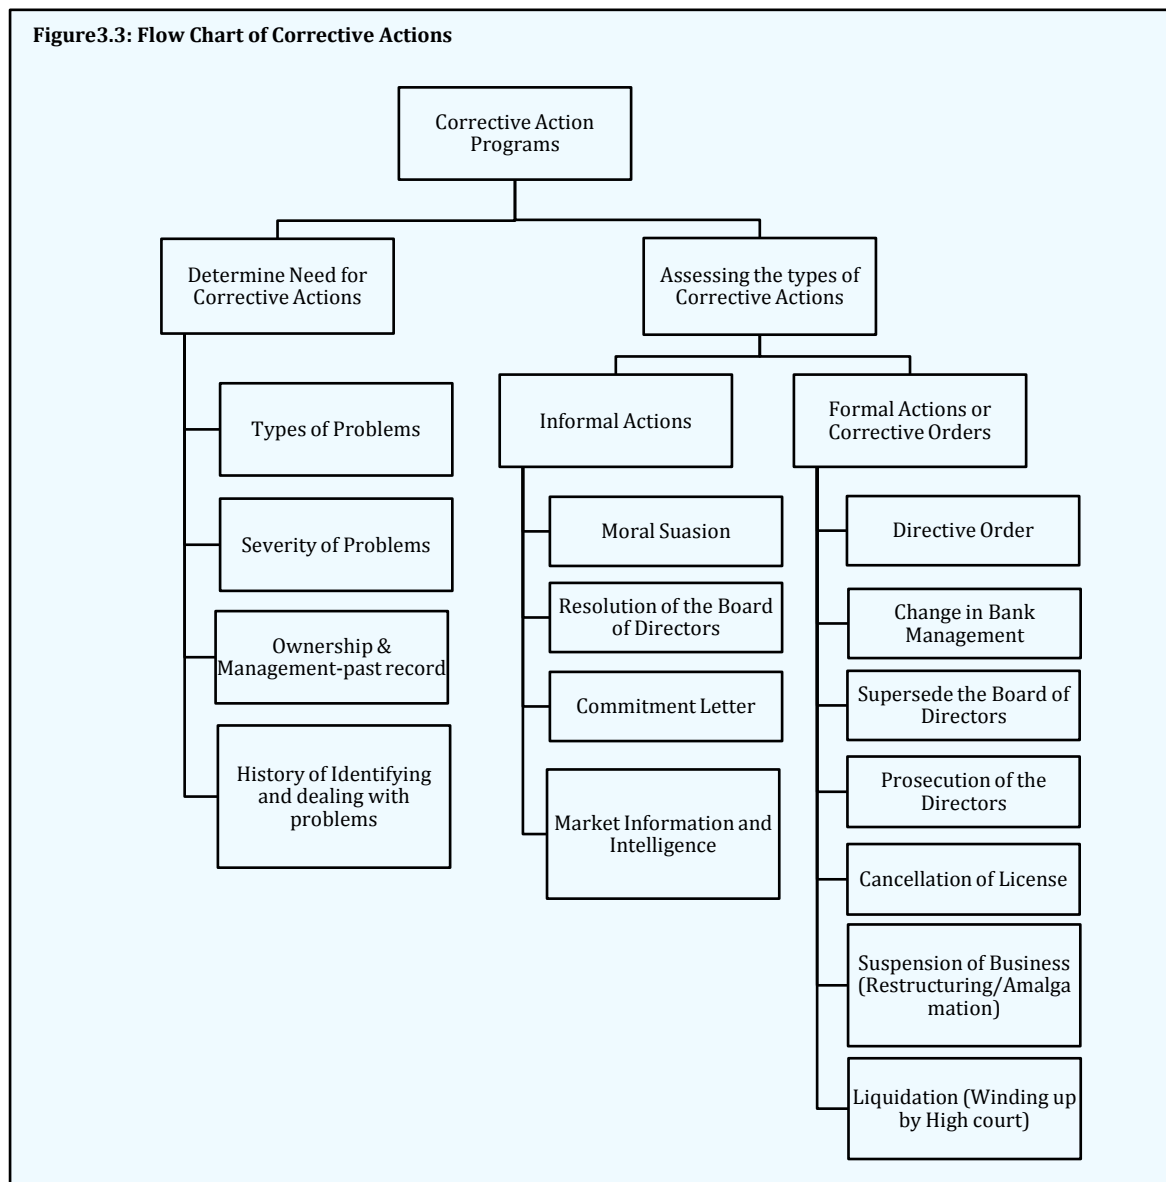 Figure3.3: Flow Chart of Corrective Actions
Corrective Action
Programs
Determine Need for
Corrective Actions
Types of Problems
Severity of Problems
Ownership &
Management-past record
History of Identifying
and dealing with
problems
Assessing the types of
Corrective Actions
Informal Actions
Moral Suasion
Resolution of the Board
of Directors
Commitment Letter
Market Information and
Intelligence
Formal Actions or
Corrective Orders
Directive Order
Change in Bank
Management
Supersede the Board of
Directors
Prosecution of the
Directors
Cancellation of License
Suspension of Business
(Restructuring/Amalga
mation)
Liquidation (Winding up
by High court)